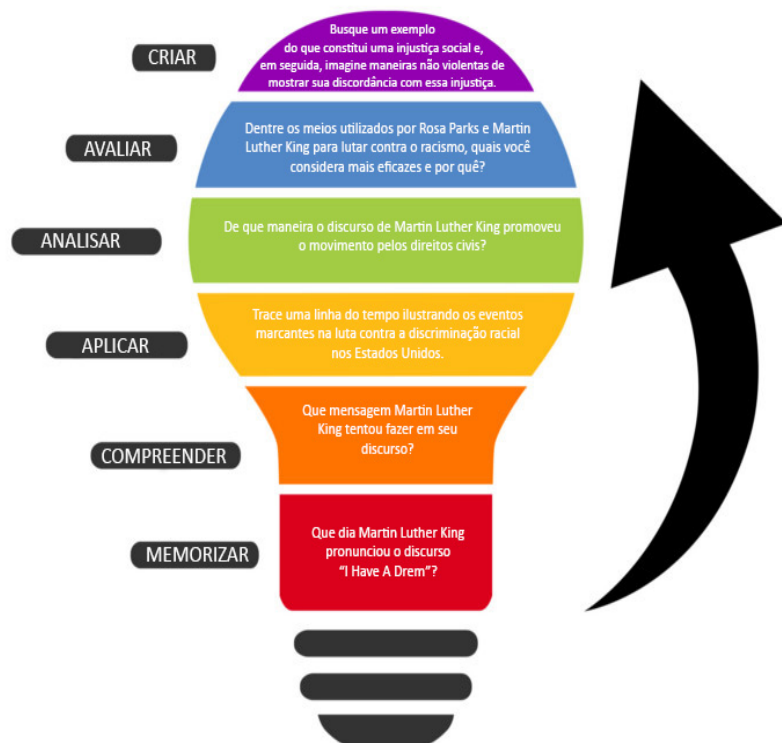 CRIAR
Busque um exemplo
do que constitui uma injustiça social e,
em seguida, imagine maneiras não violentas de
mostrar sua discordância com essa injustiça.
AVALIAR
Dentre os meios utilizados por Rosa Parks e Martin
Luther King para lutar contra o racismo, quais você
considera mais eficazes e por quê?
ANALISAR
De que maneira o discurso de Martin Luther King promoveu
o movimento pelos direitos civis?
APLICAR
Trace uma linha do tempo ilustrando os eventos
marcantes na luta contra a discriminação racial
nos Estados Unidos.
COMPREENDER
Que mensagem Martin Luther
King tentou fazer em seu
discurso?
MEMORIZAR
Que dia Martin Luther King
pronunciou o discurso
“I Have A Drem”?